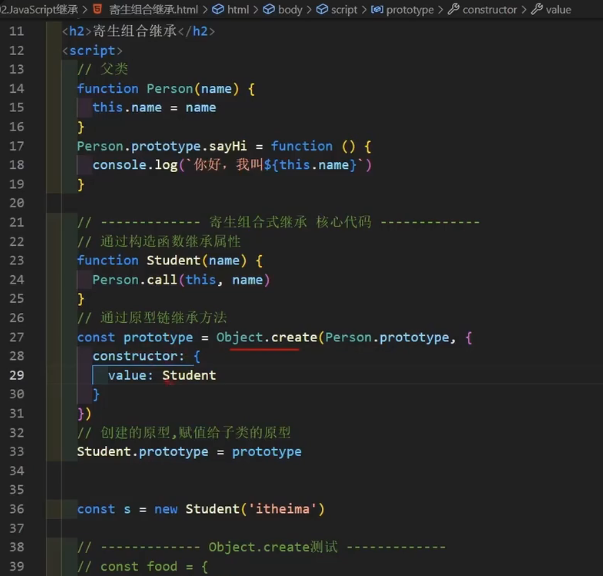 02.JavaScript继承 > 寄生组合继承.html > html > body > script > prototype > constructor > value
11 <h2>寄生组合继承</h2>
12 <script>
13 // 父类
14 function Person(name) {
15 this.name = name
16 }
17 Person.prototype.sayHi = function () {
18 console.log(`你好, 我叫${this.name}`)
19 }
20
21 // ------------- 寄生组合式继承 核心代码 -------------
22 // 通过构造函数继承属性
23 function Student(name) {
24 Person.call(this, name)
25 }
26 // 通过原型链继承方法
27 const prototype = Object.create(Person.prototype, {
28 constructor: {
29 value: Student
30 }
31 })
32 // 创建的原型,赋值给子类的原型
33 Student.prototype = prototype
34
35
36 const s = new Student('itheima')
37
38 // ------------- Object.create测试 -------------
39 // const food = {